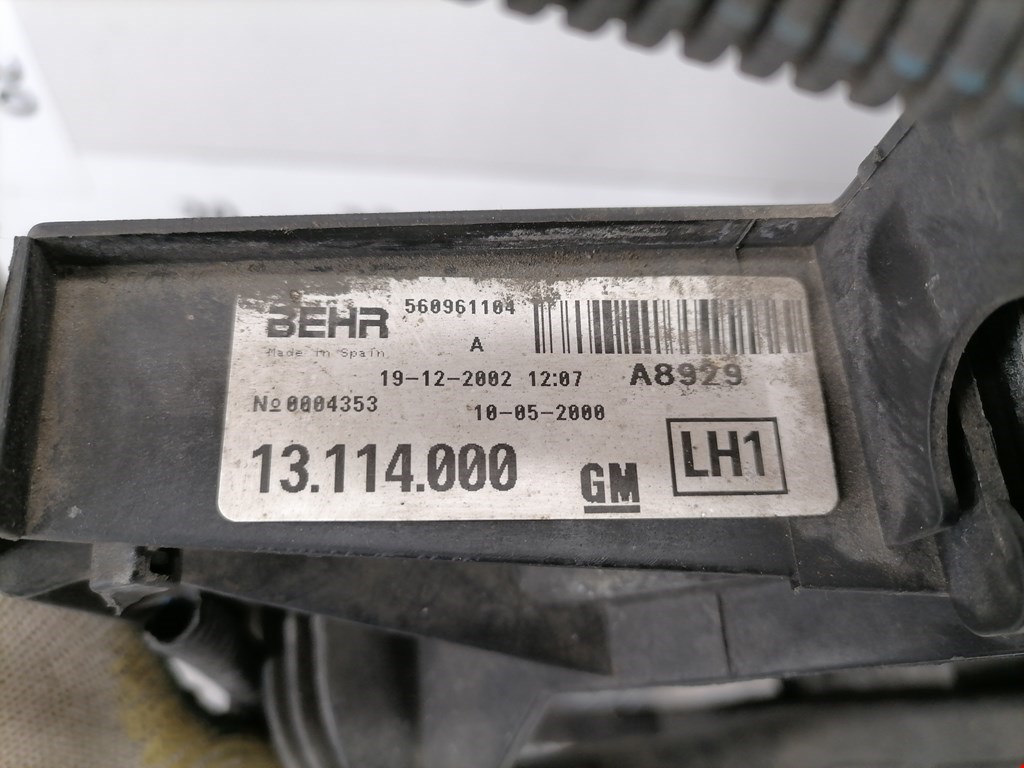 BEHR 560961104
Made in Spain A
19-12-2002 12:07 A8929
№0004353 10-05-2000
13.114.000 GM LH1